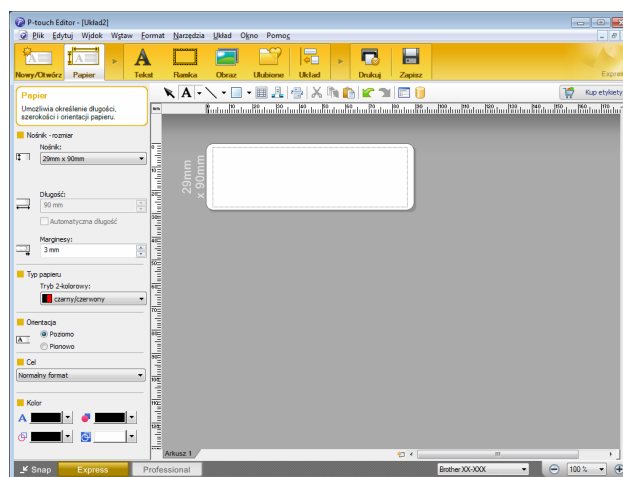 P-touch Editor - [Układ2]
Plik Edytuj Widok Wstaw Format Narzędzia Układ Okno Pomoc
Nowy/Otwórz Papier Tekst Ramka Obraz Ulubione Układ Drukuj Zapisz
A Kup etykiety
Papier
Umożliwia określenie długości,
szerokości i orientacji papieru.
Nośnik - rozmiar
Nośnik:
29mm x 90mm
Długość:
90 mm
Automatyczna długość
Marginesy:
3 mm
Typ papieru
Tryb 2-kolorowy:
czarny/czerwony
Orientacja
A Poziomo
Pionowo
Cel
Normalny format
Kolor
A
29mm
x 90mm
Arkusz 1
Snap Express Professional Brother XX-XXX 100 %